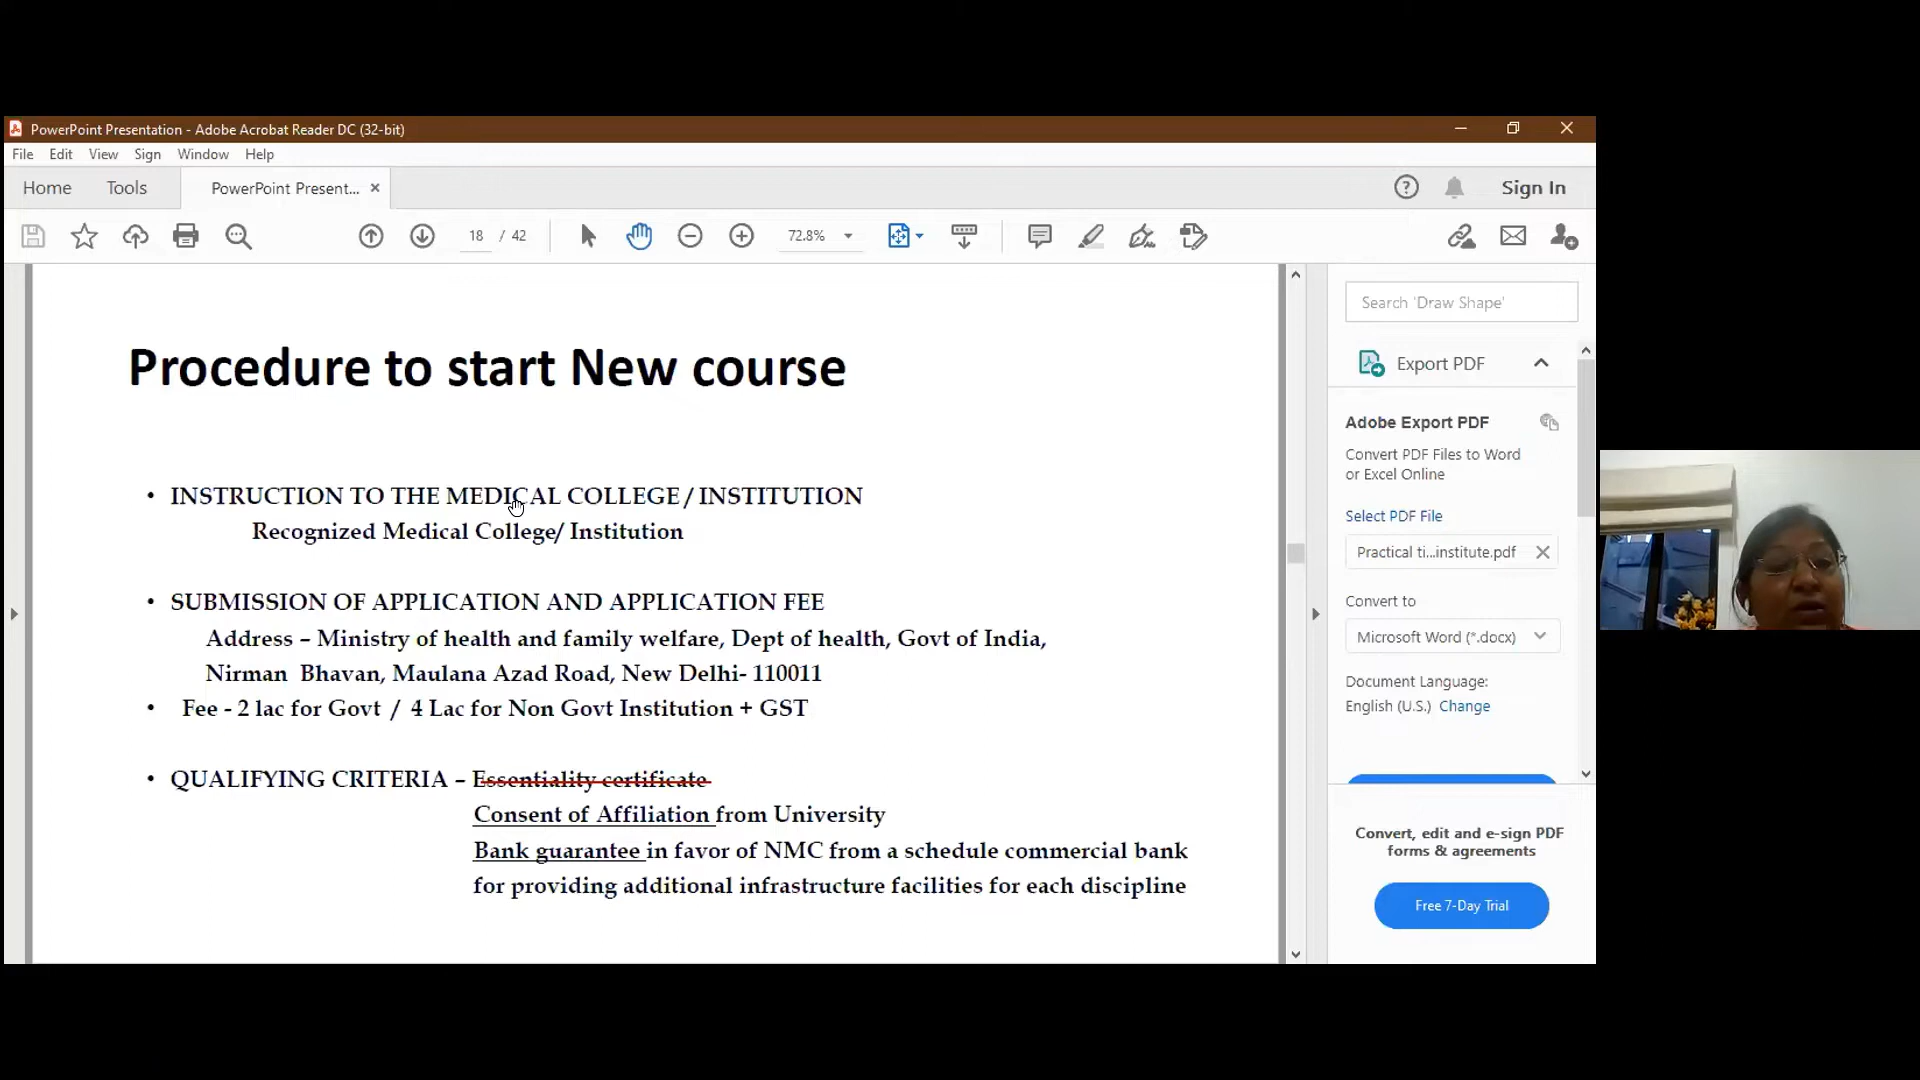 PowerPoint Presentation - Adobe Acrobat Reader DC (32-bit)
File Edit View Sign Window Help
Home Tools PowerPoint Present... Sign In
18 / 42 72.8%
Procedure to start New course
• INSTRUCTION TO THE MEDICAL COLLEGE / INSTITUTION
Recognized Medical College/ Institution
• SUBMISSION OF APPLICATION AND APPLICATION FEE
Address – Ministry of health and family welfare, Dept of health, Govt of India,
Nirman Bhavan, Maulana Azad Road, New Delhi- 110011
• Fee - 2 lac for Govt / 4 Lac for Non Govt Institution + GST
• QUALIFYING CRITERIA – Essentiality certificate
Consent of Affiliation from University
Bank guarantee in favor of NMC from a schedule commercial bank
for providing additional infrastructure facilities for each discipline
Search 'Draw Shape'
Export PDF
Adobe Export PDF
Convert PDF Files to Word
or Excel Online
Select PDF File
Practical ti...institute.pdf
Convert to
Microsoft Word (*.docx)
Document Language:
English (U.S.) Change
Convert, edit and e-sign PDF
forms & agreements
Free 7-Day Trial